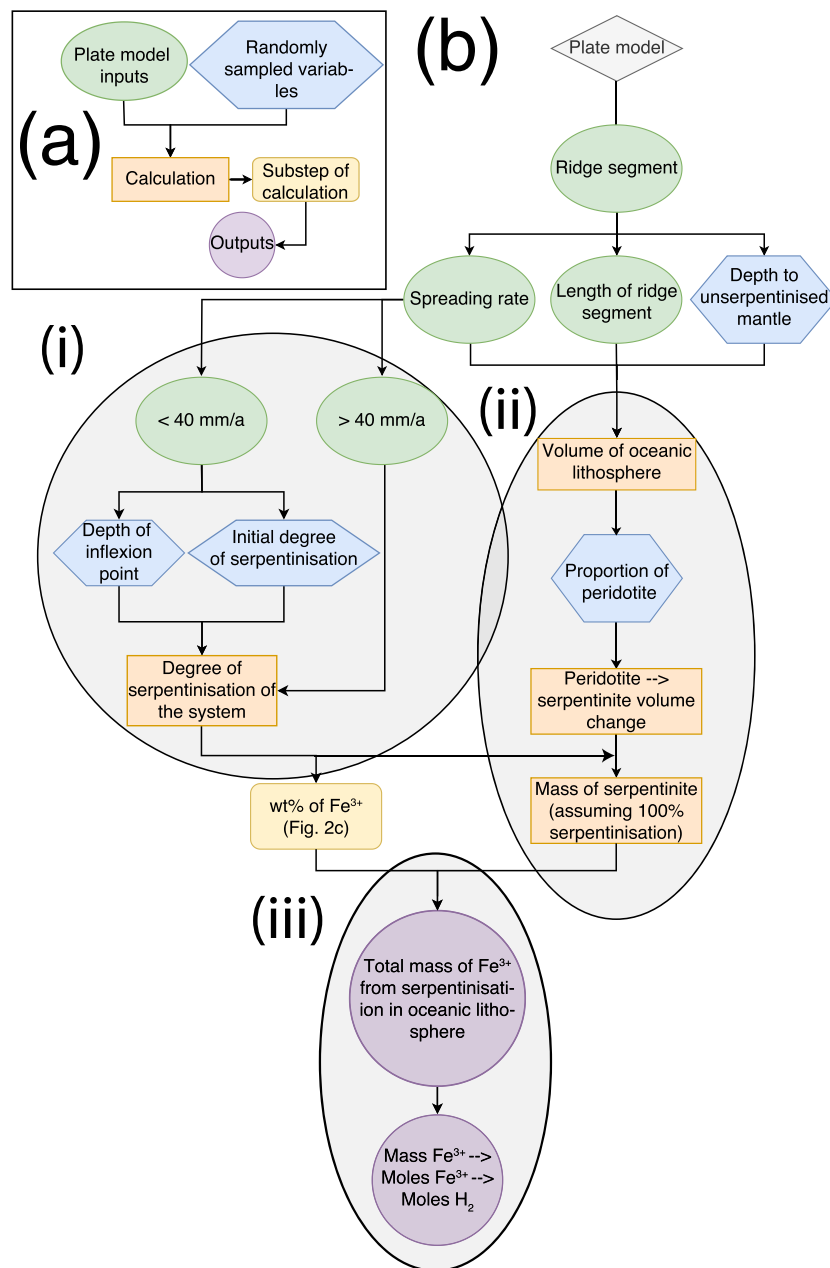 (a)
Plate model
inputs
Randomly
sampled variab-
les
Calculation
Substep of
calculation
Outputs
(b)
Plate model
Ridge segment
Spreading rate
Length of ridge
segment
Depth to
unserpentinised
mantle
(i)
< 40 mm/a
> 40 mm/a
Depth of
inflexion
point
Initial degree
of serpentinisation
Degree of
serpentinisation of
the system
(ii)
Volume of oceanic
lithosphere
Proportion of
peridotite
Peridotite -->
serpentinite volume
change
Mass of serpentinite
(assuming 100%
serpentinisation)
wt% of Fe³⁺
(Fig. 2c)
(iii)
Total mass of Fe³⁺
from serpentinisati-
ion in oceanic litho-
sphere
Mass Fe³⁺ -->
Moles Fe³⁺ -->
Moles H₂